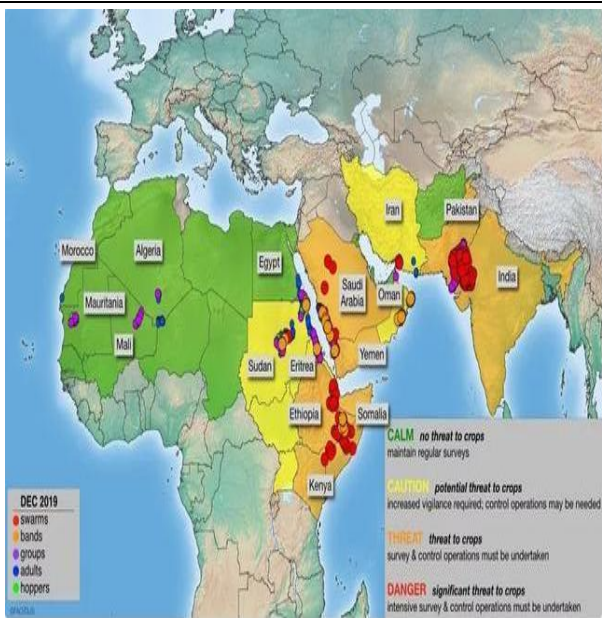 Morocco
Algeria
Egypt
Mauritania
Mali
Sudan
Eritrea
Ethiopia
Somalia
Kenya
Saudi
Arabia
Yemen
Oman
Iran
Pakistan
India
DEC 2019
swarms
bands
groups
adults
hoppers
CALM no threat to crops
maintain regular surveys
CAUTION potential threat to crops
increased vigilance required; control operations may be needed
THREAT threat to crops
survey & control operations must be undertaken
DANGER significant threat to crops
intensive survey & control operations must be undertaken